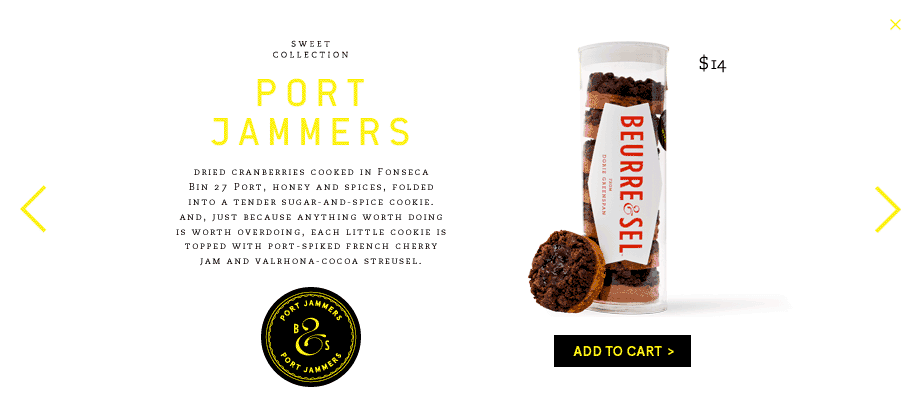 SWEET
COLLECTION
PORT
JAMMERS
DRIED CRANBERRIES COOKED IN FONSECA
BIN 27 PORT, HONEY AND SPICES, FOLDED
INTO A TENDER SUGAR-AND-SPICE COOKIE.
AND, JUST BECAUSE ANYTHING WORTH DOING
IS WORTH OVERDOING, EACH LITTLE COOKIE IS
TOPPED WITH PORT-SPIKED FRENCH CHERRY
JAM AND VALRHONA-COCOA STREUSEL.
PORT JAMMERS
B & S
PORT JAMMERS
$14
BEURRE & SEL
FROM
DORIE GREENSPAN
ADD TO CART >